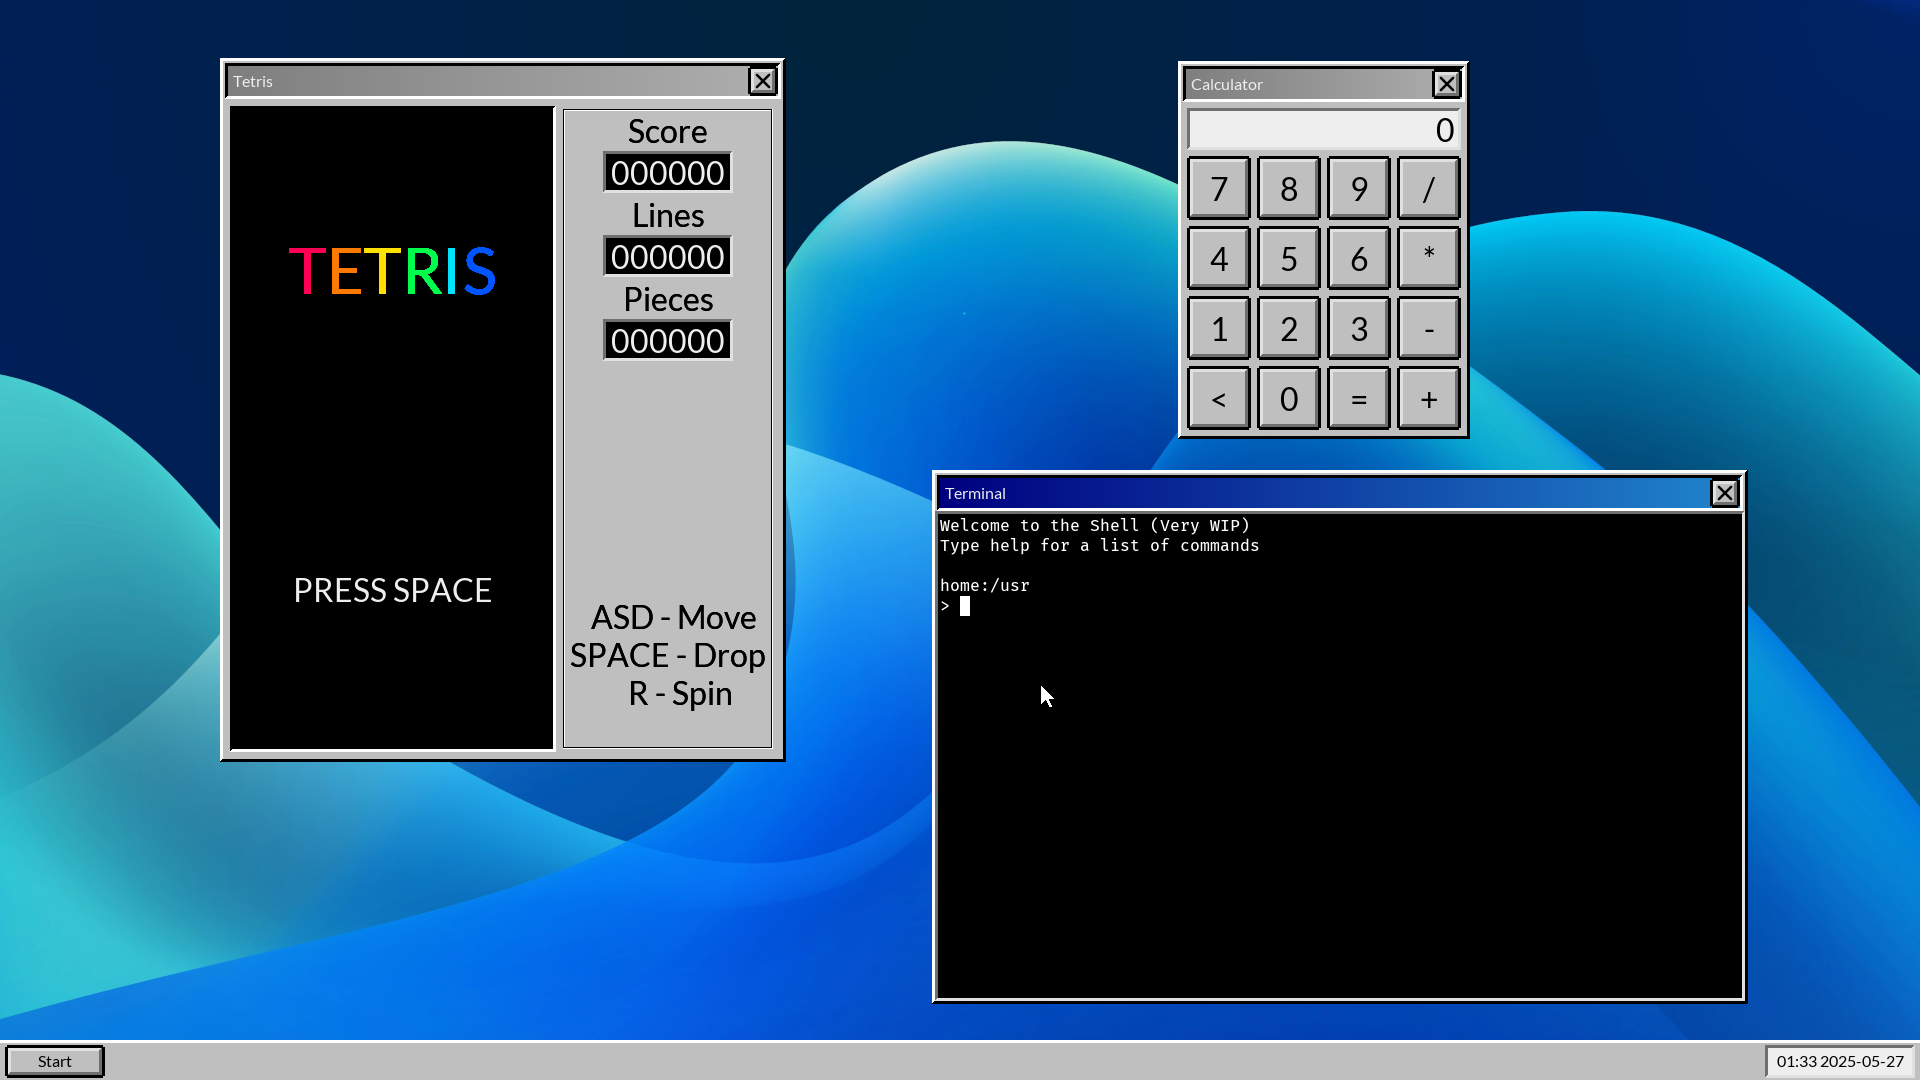 Tetris
TETRIS
PRESS SPACE
Score
000000
Lines
000000
Pieces
000000
ASD - Move
SPACE - Drop
R - Spin
Calculator
0
7 8 9 /
4 5 6 *
1 2 3 -
< 0 = +
Terminal
Welcome to the Shell (Very WIP)
Type help for a list of commands
home:/usr
>
Start
01:33 2025-05-27